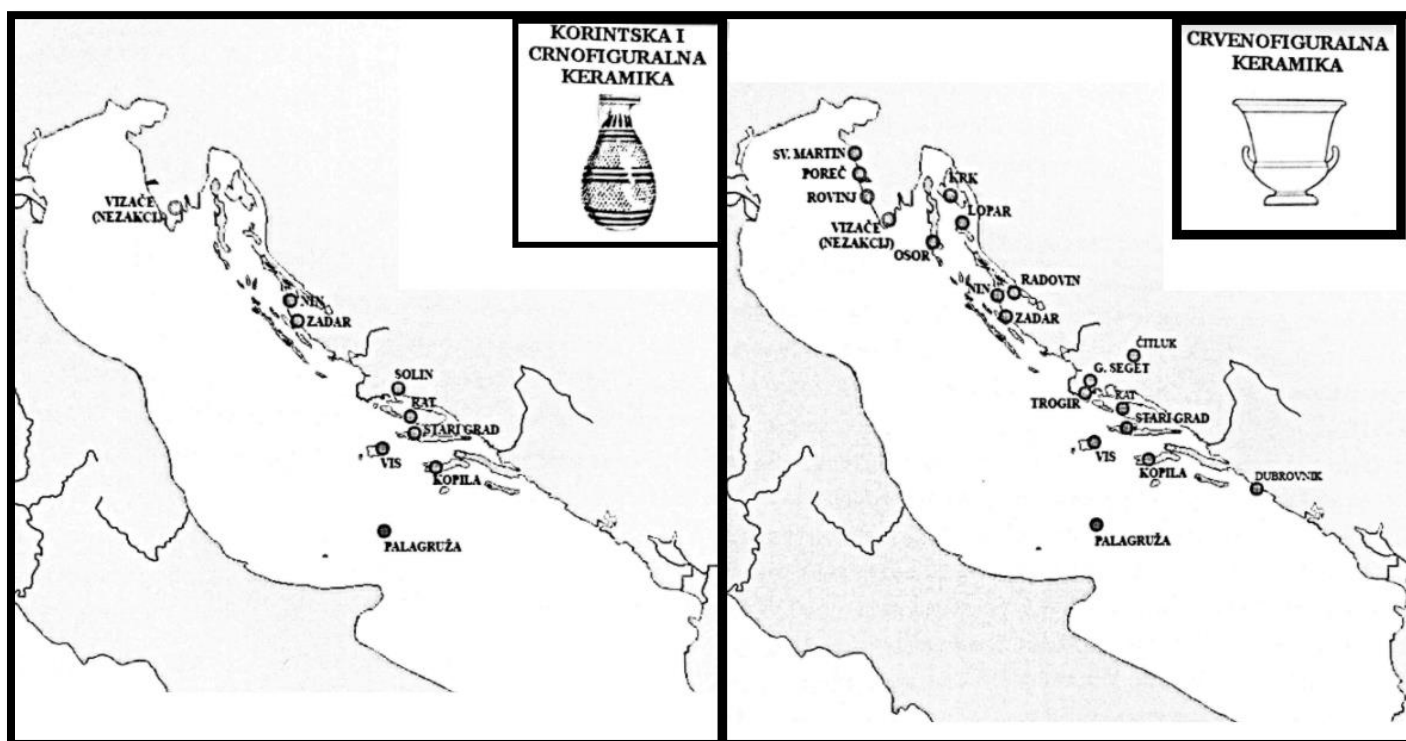 KORINTSKA I
CRNOFIGURALNA
KERAMIKA
VIZAČE
(NEZAKCIJ)
NIN
ZADAR
SOLIN
RAT
STARI GRAD
VIS
KOPILA
PALAGRUŽA
CRVENOFIGURALNA
KERAMIKA
SV. MARTIN
POREČ
KRK
ROVINJ
LOPAR
VIZAČE
(NEZAKCIJ)
OSOR
RADOVIN
NIN
ZADAR
ČITLUK
G. SEGET
TROGIR
RAT
STARI GRAD
VIS
KOPILA
DUBROVNIK
PALAGRUŽA